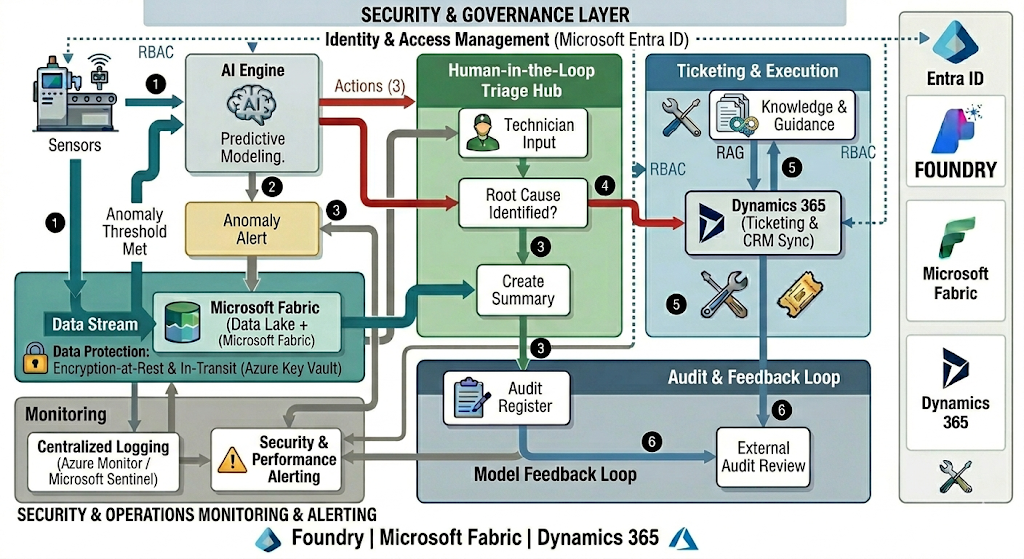 SECURITY & GOVERNANCE LAYER
Identity & Access Management (Microsoft Entra ID)
RBAC
1
Sensors
1
Anomaly
Threshold
Met
AI Engine
AI
Predictive
Modeling.
2
Anomaly
Alert
3
Actions (3)
Human-in-the-Loop
Triage Hub
Technician
Input
Root Cause
Identified?
4
3
Create
Summary
3
RBAC
Ticketing & Execution
Knowledge &
Guidance
RAG
5
RBAC
Dynamics 365
(Ticketing &
CRM Sync)
5
Data Stream
Microsoft Fabric
(Data Lake +
(Microsoft Fabric)
Data Protection:
Encryption-at-Rest & In-Transit (Azure Key Vault)
Monitoring
Centralized Logging
(Azure Monitor /
Microsoft Sentinel)
Security &
Performance
Alerting
SECURITY & OPERATIONS MONITORING & ALERTING
Audit & Feedback Loop
Audit
Register
6
6
External
Audit Review
Model Feedback Loop
Entra ID
FOUNDRY
Microsoft
Fabric
Dynamics
365
Foundry | Microsoft Fabric | Dynamics 365